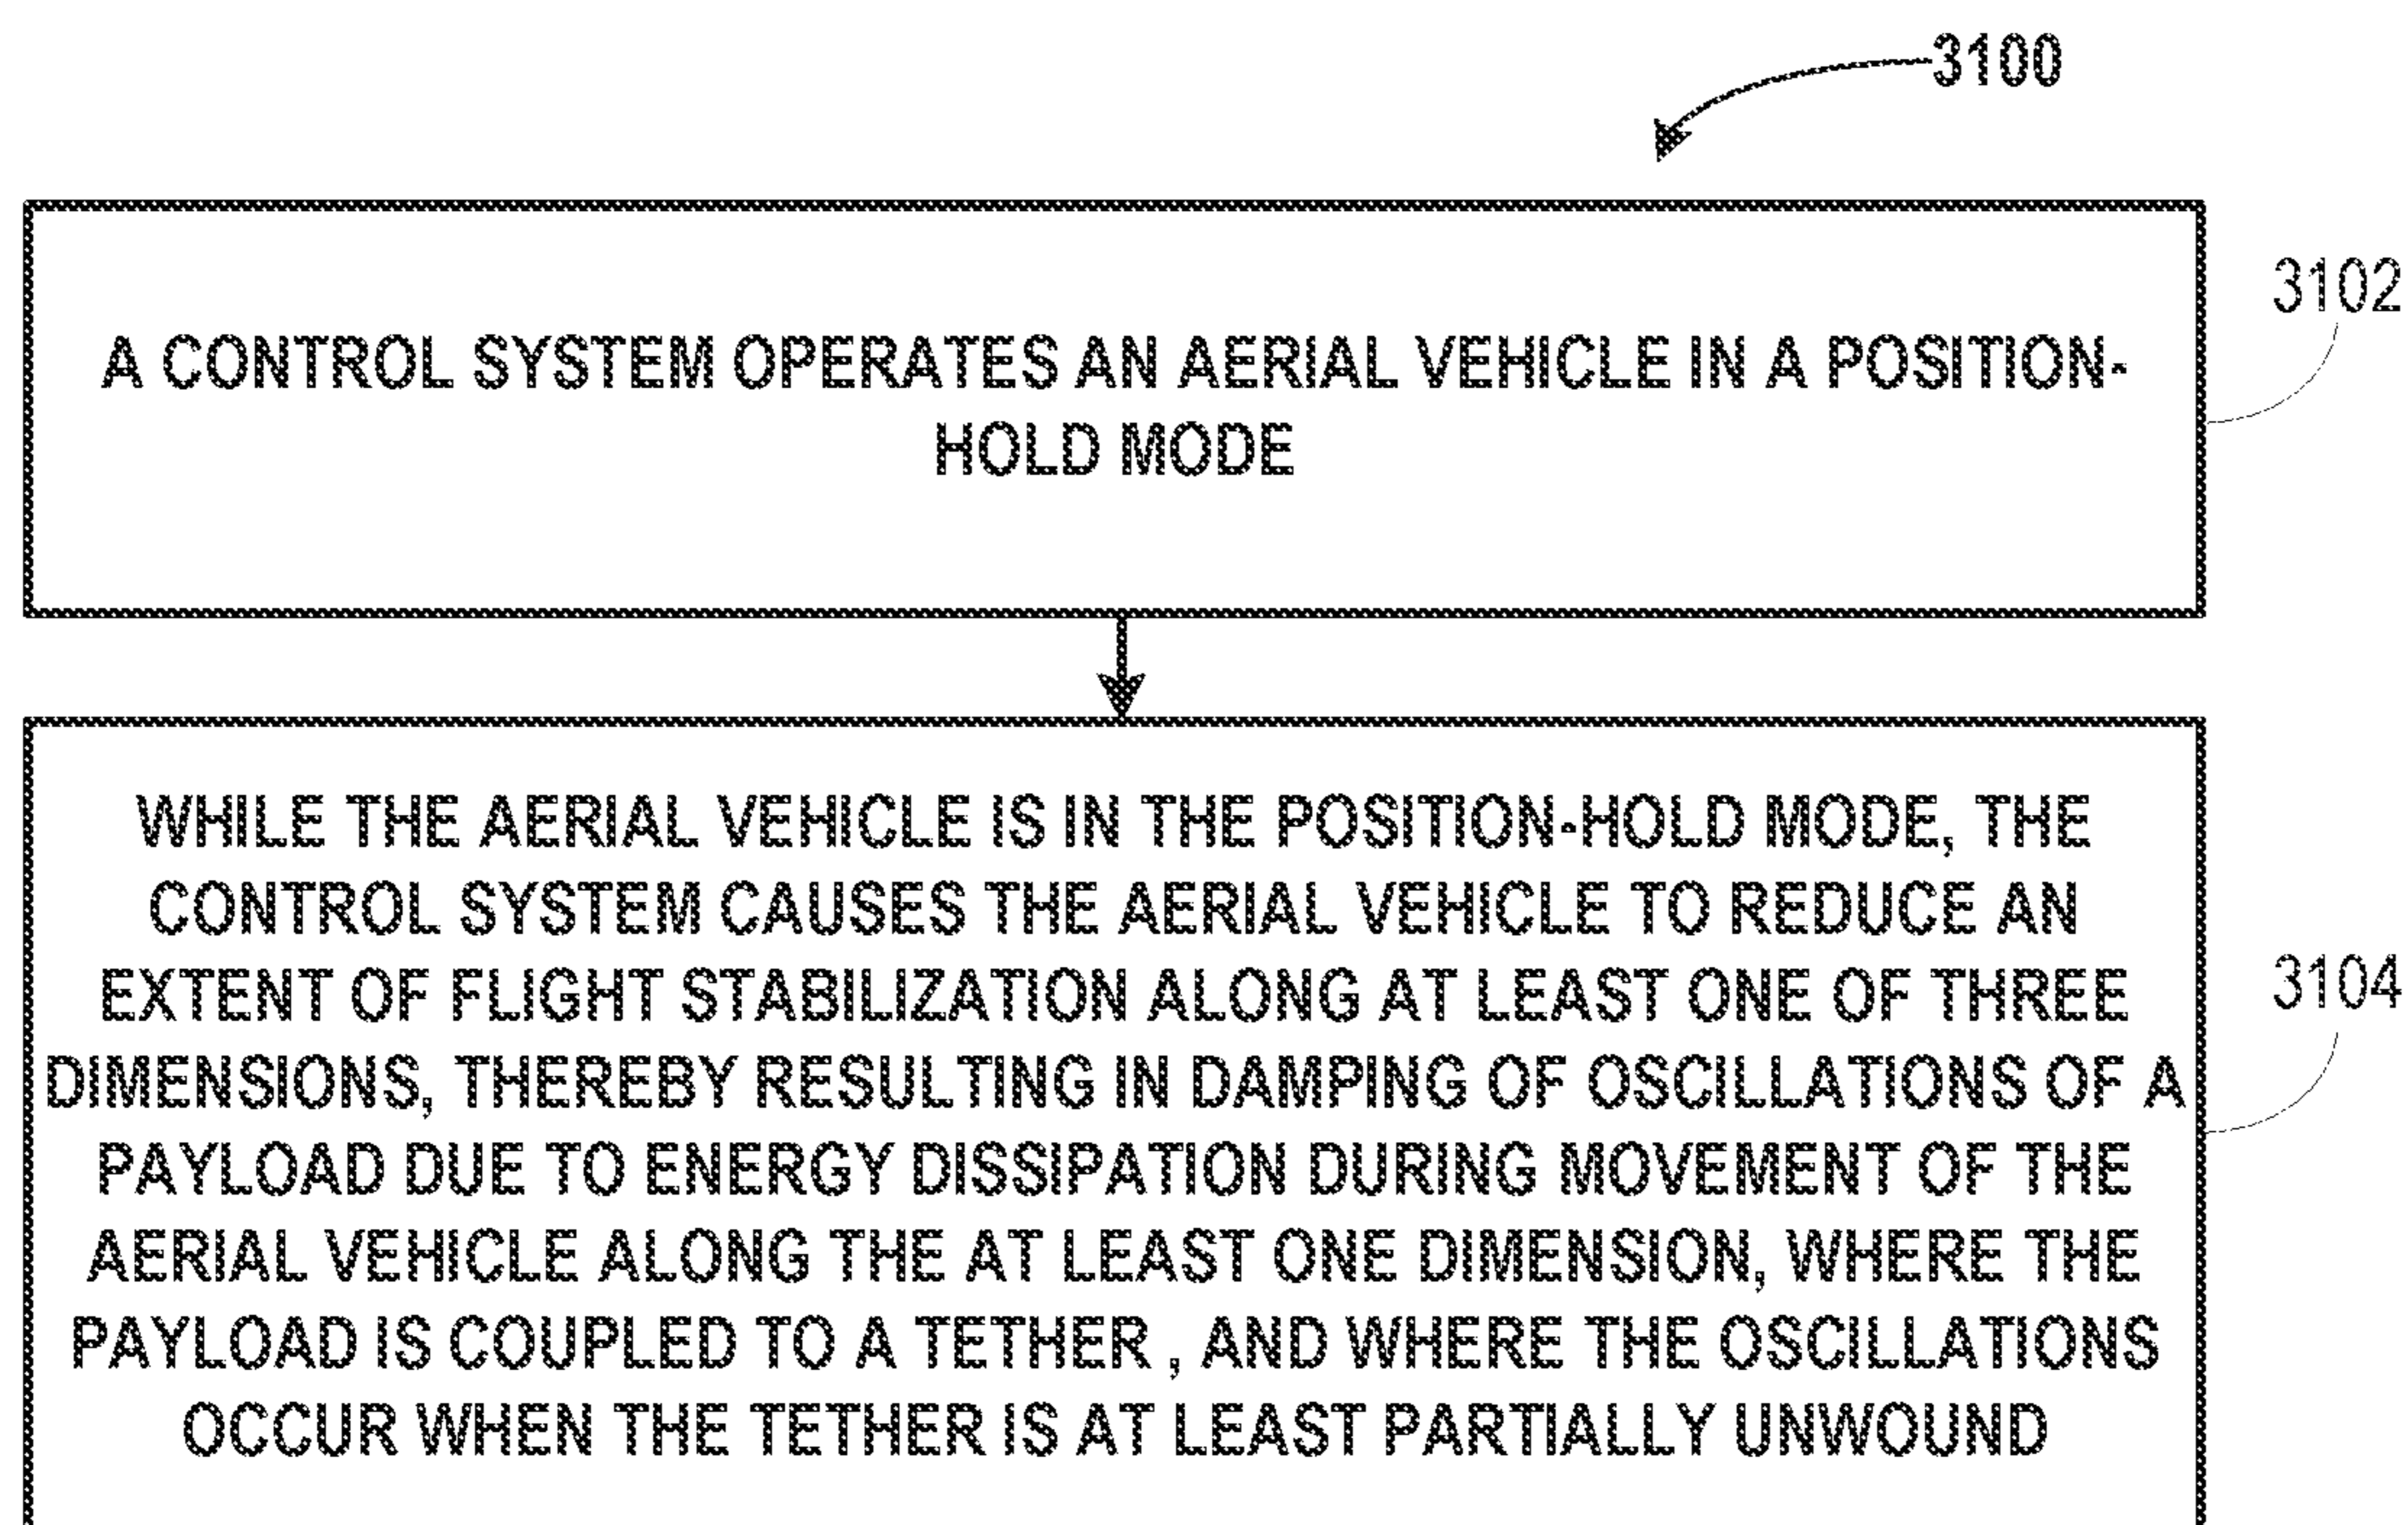 3100
A CONTROL SYSTEM OPERATES AN AERIAL VEHICLE IN A POSITION-
HOLD MODE
3102
WHILE THE AERIAL VEHICLE IS IN THE POSITION-HOLD MODE, THE
CONTROL SYSTEM CAUSES THE AERIAL VEHICLE TO REDUCE AN
EXTENT OF FLIGHT STABILIZATION ALONG AT LEAST ONE OF THREE
DIMENSIONS, THEREBY RESULTING IN DAMPING OF OSCILLATIONS OF A
PAYLOAD DUE TO ENERGY DISSIPATION DURING MOVEMENT OF THE
AERIAL VEHICLE ALONG THE AT LEAST ONE DIMENSION, WHERE THE
PAYLOAD IS COUPLED TO A TETHER , AND WHERE THE OSCILLATIONS
OCCUR WHEN THE TETHER IS AT LEAST PARTIALLY UNWOUND
3104